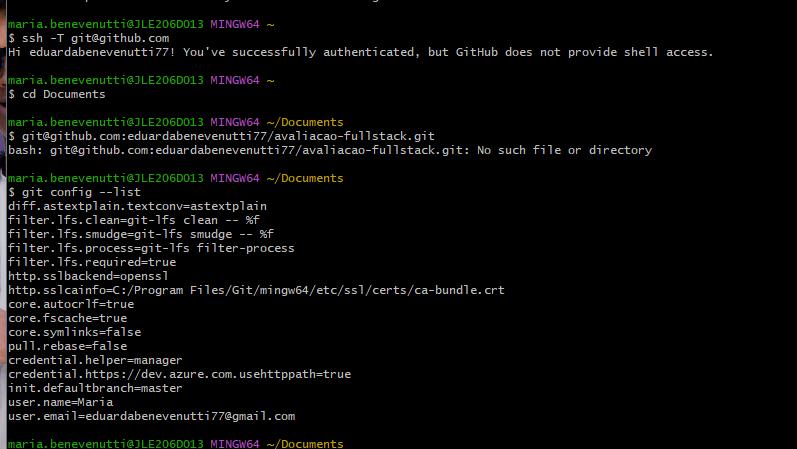 maria.benevenutti@JLE206D013 MINGW64 ~
$ ssh -T git@github.com
Hi eduardabenevenutti77! You've successfully authenticated, but GitHub does not provide shell access.
maria.benevenutti@JLE206D013 MINGW64 ~
$ cd Documents
maria.benevenutti@JLE206D013 MINGW64 ~/Documents
$ git@github.com:eduardabenevenutti77/avaliacao-fullstack.git
bash: git@github.com:eduardabenevenutti77/avaliacao-fullstack.git: No such file or directory
maria.benevenutti@JLE206D013 MINGW64 ~/Documents
$ git config --list
diff.astextplain.textconv=astextplain
filter.lfs.clean=git-lfs clean -- %f
filter.lfs.smudge=git-lfs smudge -- %f
filter.lfs.process=git-lfs filter-process
filter.lfs.required=true
http.sslbackend=openssl
http.sslcainfo=C:/Program Files/Git/mingw64/etc/ssl/certs/ca-bundle.crt
core.autocrlf=true
core.fscache=true
core.symlinks=false
pull.rebase=false
credential.helper=manager
credential.https://dev.azure.com.usehttppath=true
init.defaultbranch=master
user.name=Maria
user.email=eduardabenevenutti77@gmail.com
maria.benevenutti@JLE206D013 MINGW64 ~/Documents